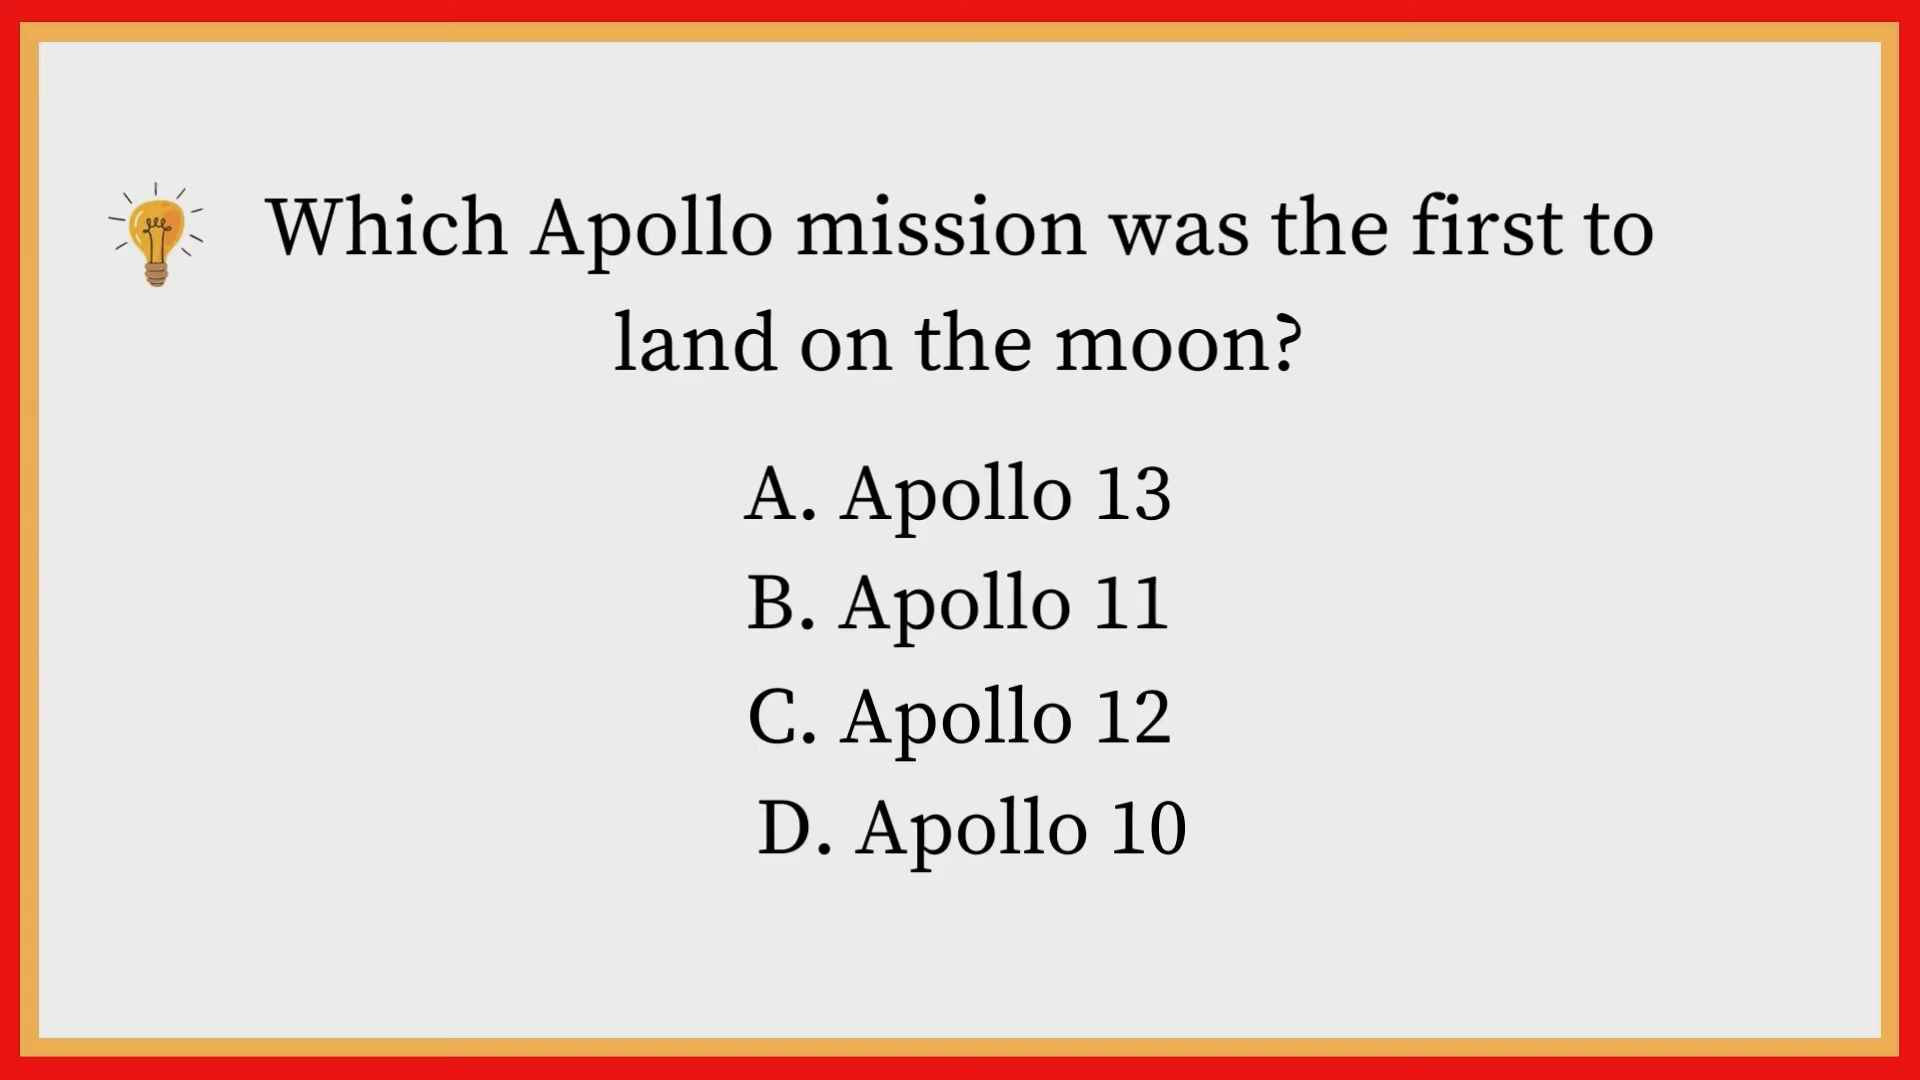 Which Apollo mission was the first to
land on the moon?
A. Apollo 13
B. Apollo 11
C. Apollo 12
D. Apollo 10